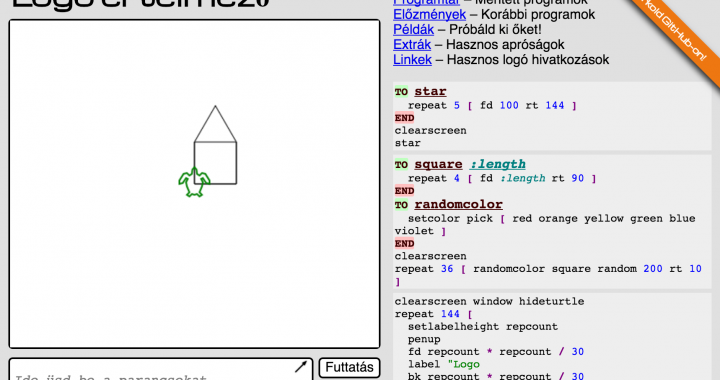 Logo értelmező
Programtár – Mentett programok
Előzmények – Korábbi programok
Példák – Próbáld ki őket!
Extrák – Hasznos apróságok
Linkek – Hasznos logó hivatkozások
GitHub-on!
TO star
repeat 5 [ fd 100 rt 144 ]
END
clearscreen
star
TO square :length
repeat 4 [ fd :length rt 90 ]
END
TO randomcolor
setcolor pick [ red orange yellow green blue
violet ]
END
clearscreen
repeat 36 [ randomcolor square random 200 rt 10
]
clearscreen window hideturtle
repeat 144 [
setlabelheight repcount
penup
fd repcount * repcount / 30
label "Logo
bk repcount * repcount / 30
Ide írd be a parancsokat
Futtatás